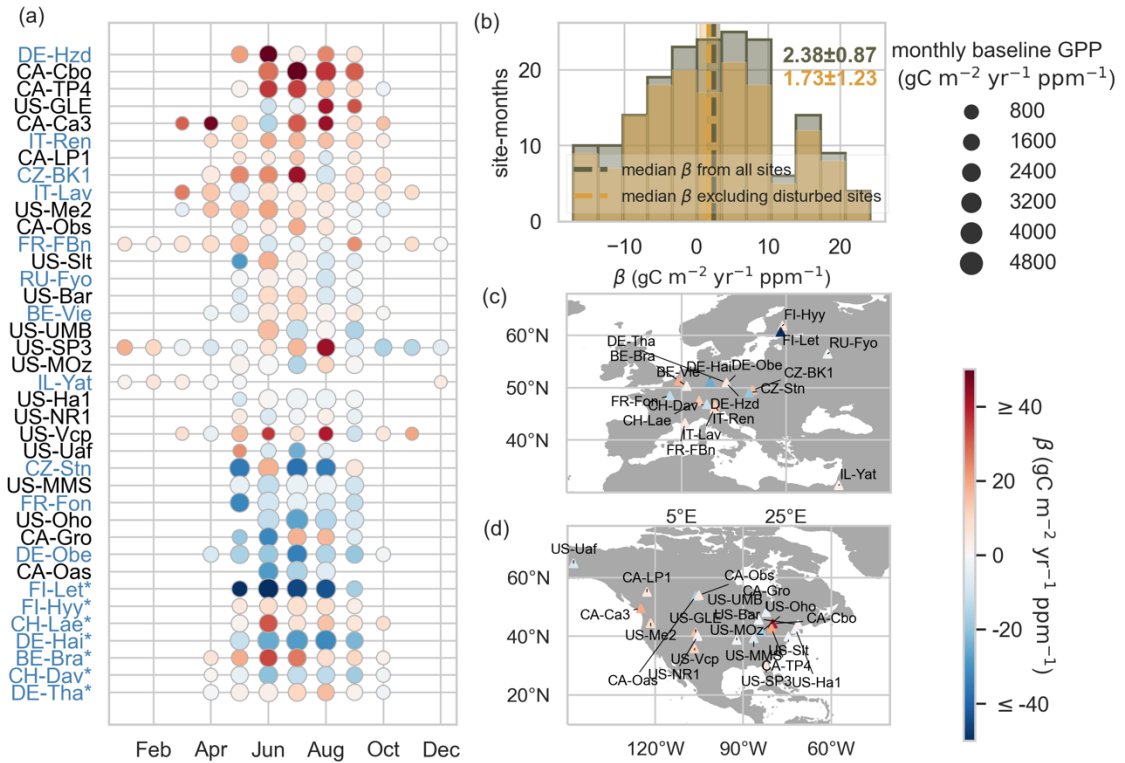 (a)
DE-Hzd
CA-Cbo
CA-TP4
US-GLE
CA-Ca3
IT-Ren
CA-LP1
CZ-BK1
IT-Lav
US-Me2
CA-Obs
FR-FBn
US-Slt
RU-Fyo
US-Bar
BE-Vie
US-UMB
US-SP3
US-MOz
IL-Yat
US-Ha1
US-NR1
US-Vcp
US-Uaf
CZ-Stn
US-MMS
FR-Fon
US-Oho
CA-Gro
DE-Obe
CA-Oas
FI-Let*
FI-Hyy*
CH-Lae*
DE-Hai*
BE-Bra*
CH-Dav*
DE-Tha*
Feb Apr Jun Aug Oct Dec
(b)
site-months
20
10
0
2.38±0.87
1.73±1.23
median β from all sites
median β excluding disturbed sites
−10 0 10 20
β (gC m−2 yr−1 ppm−1)
monthly baseline GPP
(gC m−2 yr−1 ppm−1)
800
1600
2400
3200
4000
4800
(c)
60°N
50°N
40°N
FI-Hyy
FI-Let
RU-Fyo
DE-Tha
BE-Bra
BE-Vie
DE-Hai
DE-Obe
CZ-BK1
CZ-Stn
FR-Fon
CH-Dav
DE-Hzd
CH-Lae
IT-Ren
IT-Lav
FR-FBn
IL-Yat
5°E 25°E
(d)
60°N
40°N
20°N
US-Uaf
CA-LP1
CA-Obs
CA-Gro
US-UMB
US-Oho
CA-Ca3
US-GLE
US-Bar
CA-Cbo
US-Me2
US-MOz
US-Vcp
US-MMS
US-Slt
CA-TP4
CA-Oas
US-NR1
US-SP3
US-Ha1
120°W 90°W 60°W
≥ 40
20
0
-20
≤ -40
β (gC m−2 yr−1 ppm−1)